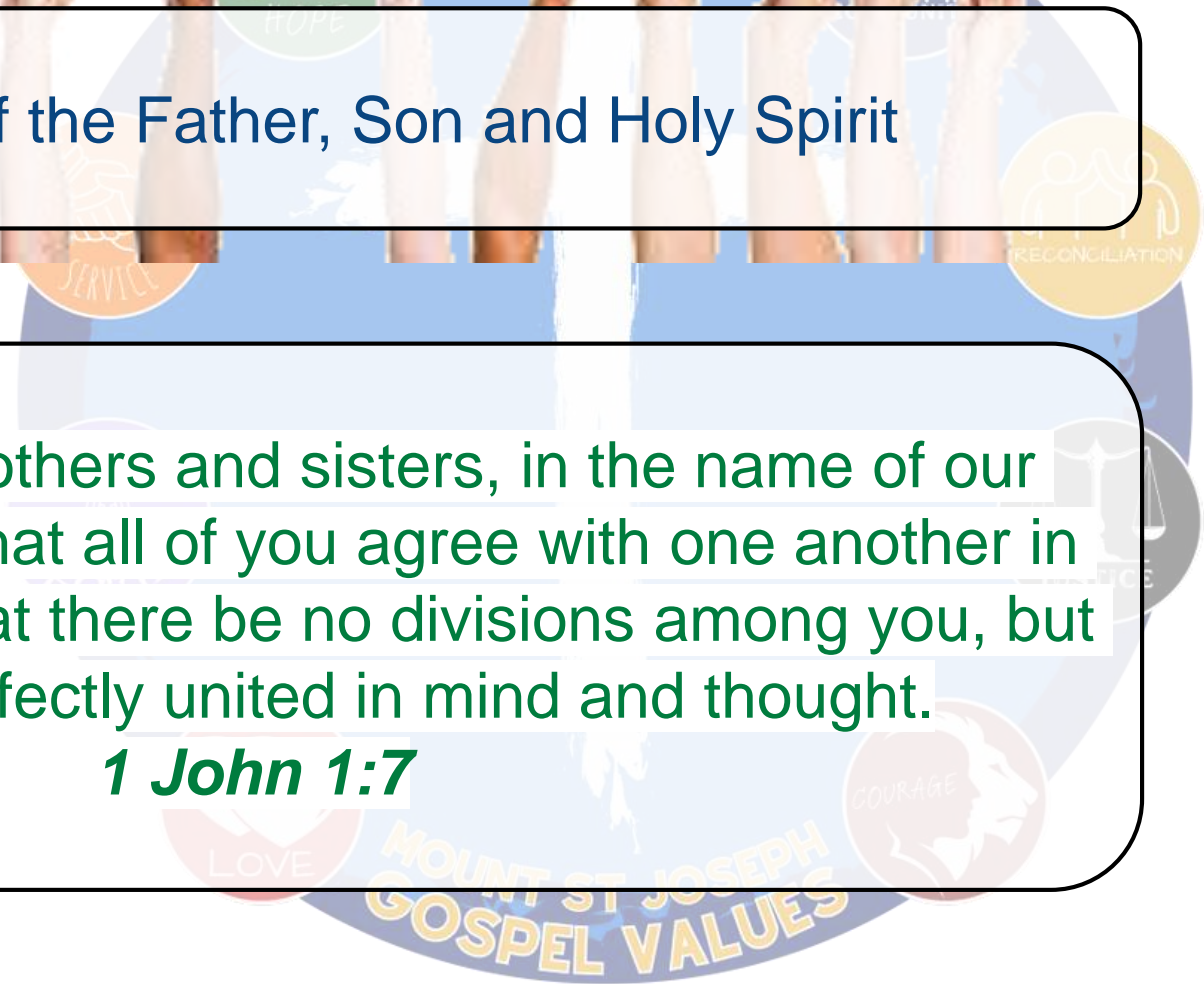 HOPE
f the Father, Son and Holy Spirit
SERVICE
RECONCILIATION
others and sisters, in the name of our
hat all of you agree with one another in
at there be no divisions among you, but
fectly united in mind and thought.
1 John 1:7
COURAGE
LOVE
MOUNT ST JOSEPH
GOSPEL VALUES